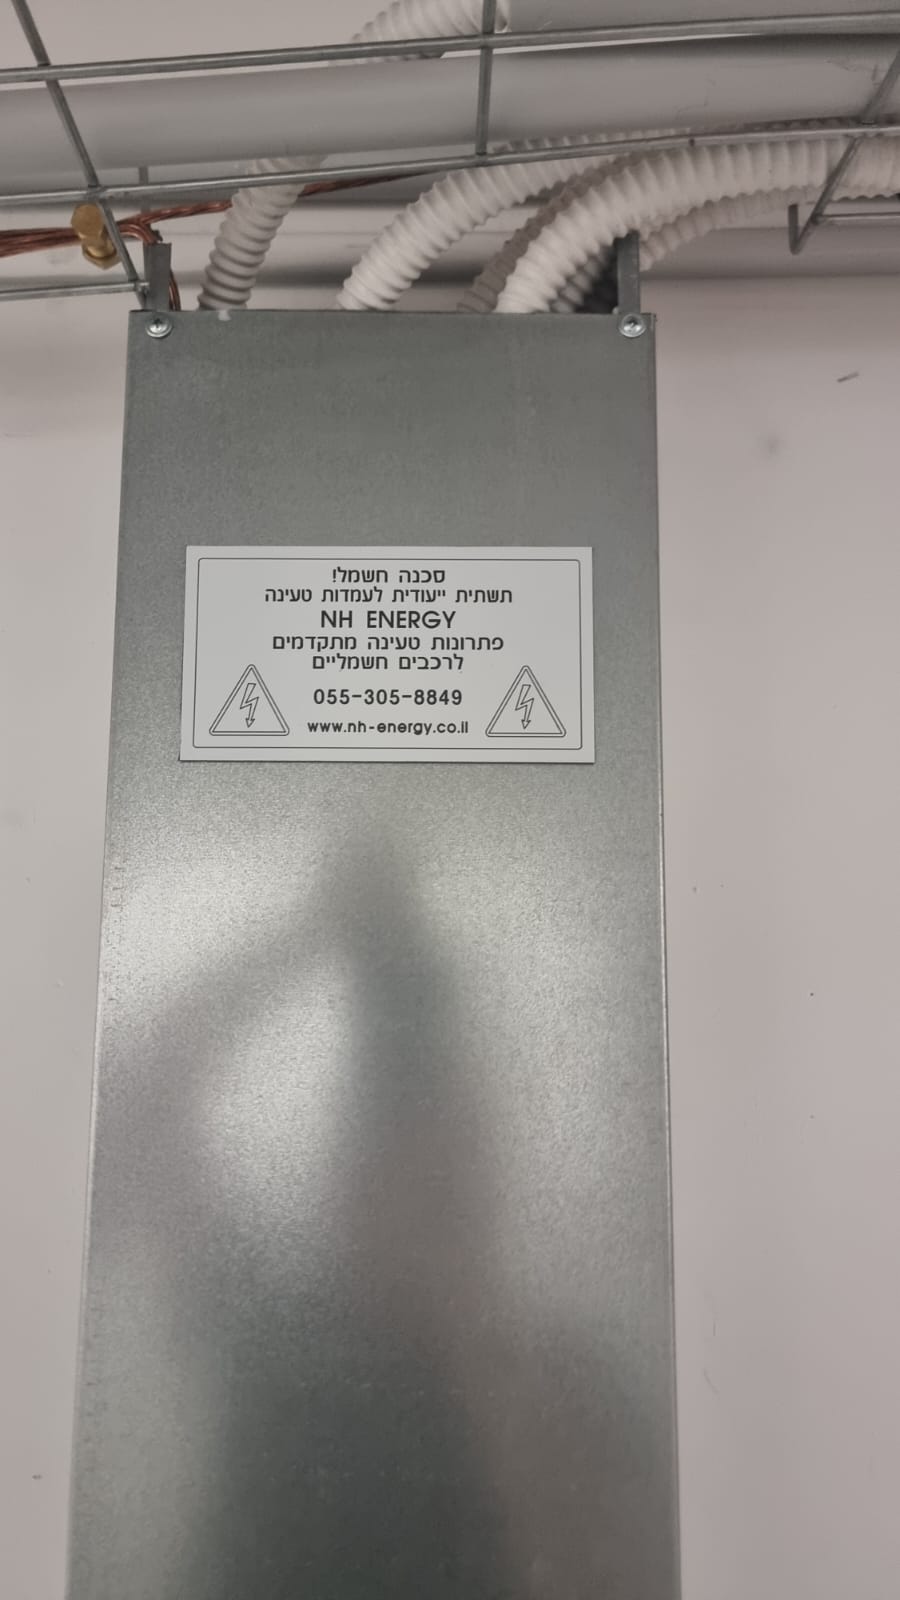 סכנה חשמל!
תשתית ייעודית לעמדות טעינה
NH ENERGY
פתרונות טעינה מתקדמים
לרכבים חשמליים
055-305-8849
www.nh-energy.co.il